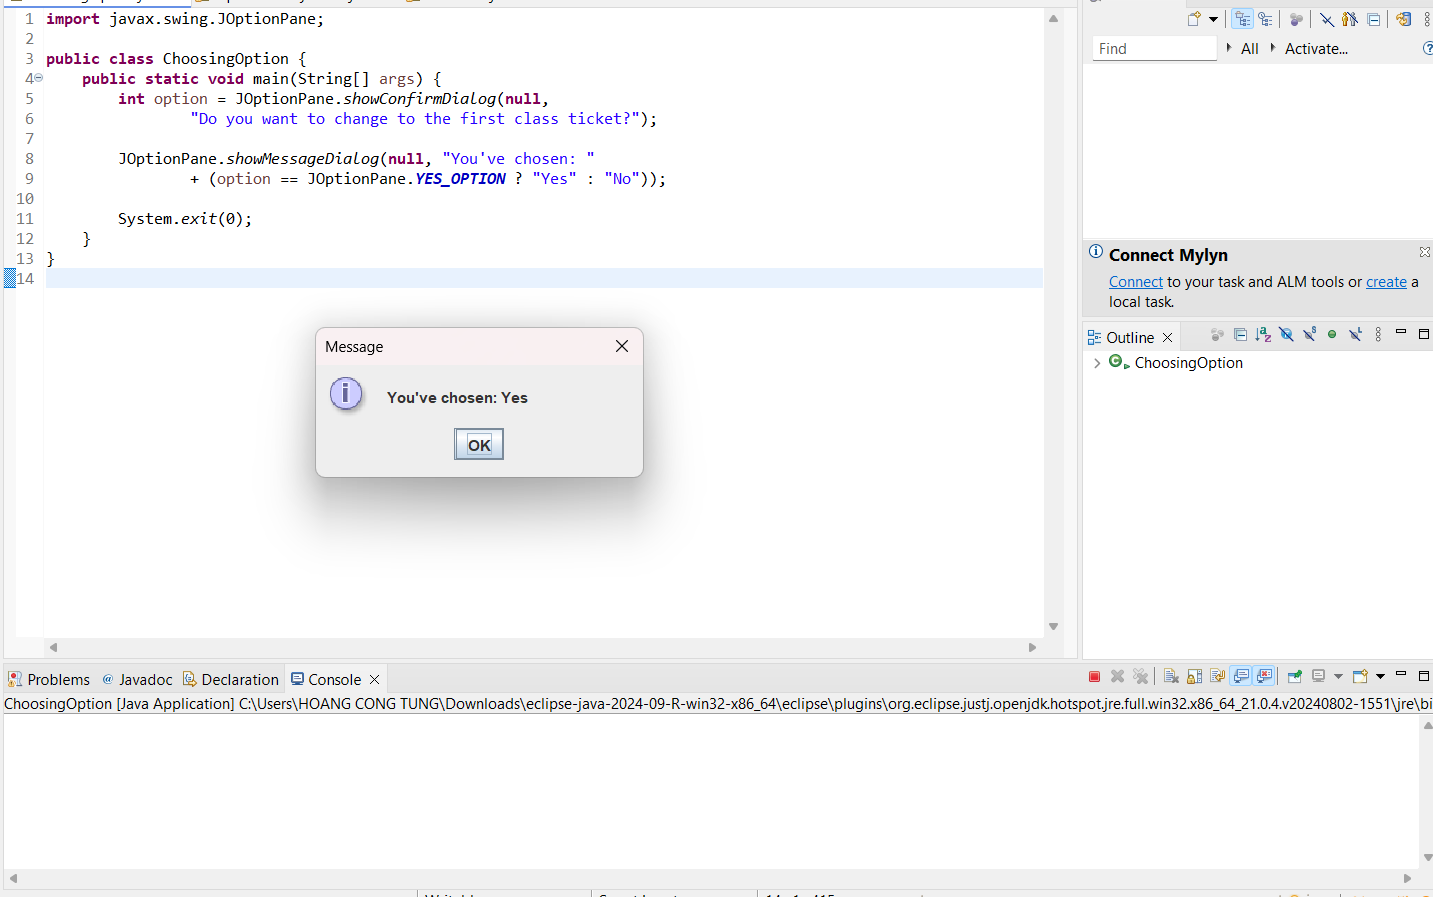 1 import javax.swing.JOptionPane;
2
3 public class ChoosingOption {
4 public static void main(String[] args) {
5 int option = JOptionPane.showConfirmDialog(null,
6 "Do you want to change to the first class ticket?");
7
8 JOptionPane.showMessageDialog(null, "You've chosen: "
9 + (option == JOptionPane.YES_OPTION ? "Yes" : "No"));
10
11 System.exit(0);
12 }
13 }
14
Message
You've chosen: Yes
OK
Find
All
Activate...
Connect Mylyn
Connect to your task and ALM tools or create a
local task.
Outline
ChoosingOption
Problems
Javadoc
Declaration
Console
ChoosingOption [Java Application] C:\Users\HOANG CONG TUNG\Downloads\eclipse-java-2024-09-R-win32-x86_64\eclipse\plugins\org.eclipse.justj.openjdk.hotspot.jre.full.win32.x86_64_21.0.4.v20240802-1551\jre\bi